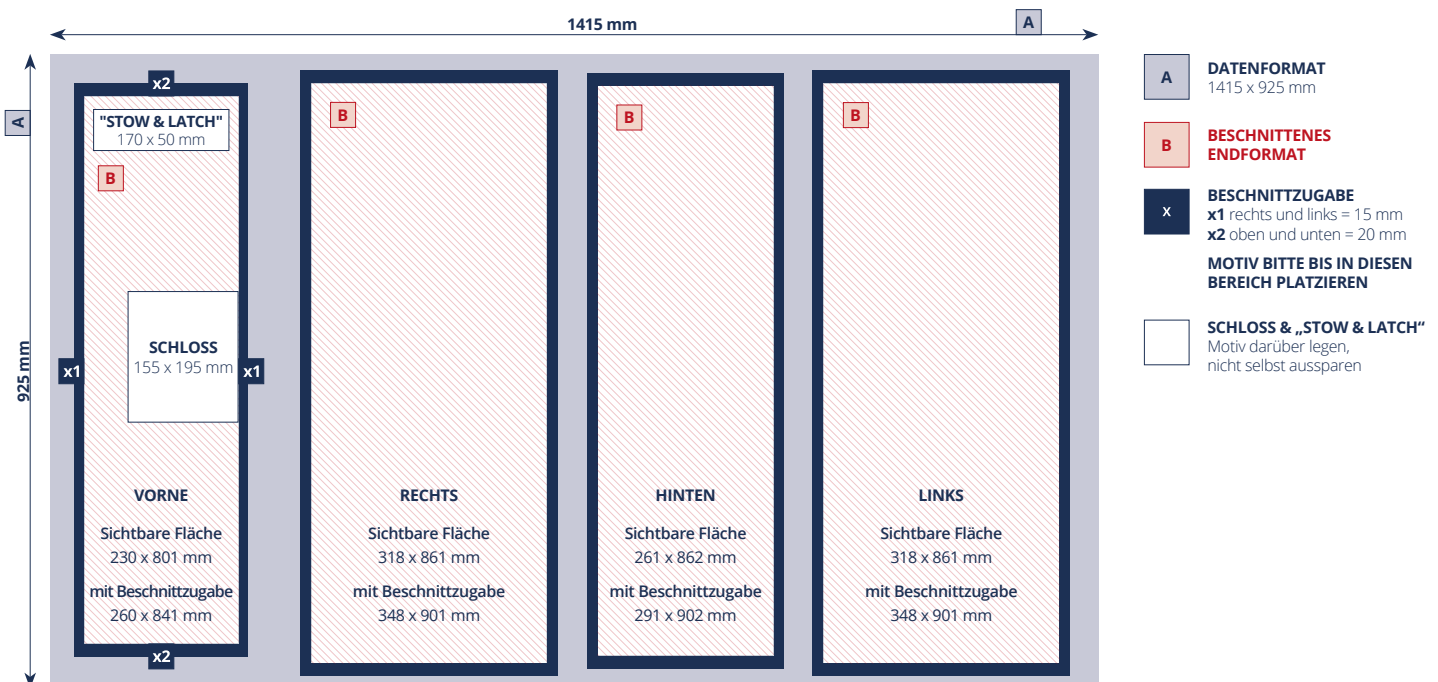 1415 mm
A
A
925 mm
x2
"STOW & LATCH"
170 x 50 mm
B
SCHLOSS
155 x 195 mm
x1
x1
VORNE
Sichtbare Fläche
230 x 801 mm
mit Beschnittzugabe
260 x 841 mm
x2
B
RECHTS
Sichtbare Fläche
318 x 861 mm
mit Beschnittzugabe
348 x 901 mm
B
HINTEN
Sichtbare Fläche
261 x 862 mm
mit Beschnittzugabe
291 x 902 mm
B
LINKS
Sichtbare Fläche
318 x 861 mm
mit Beschnittzugabe
348 x 901 mm
A
DATENFORMAT
1415 x 925 mm
B
BESCHNITTENES
ENDFORMAT
X
BESCHNITTZUGABE
x1 rechts und links = 15 mm
x2 oben und unten = 20 mm
MOTIV BITTE BIS IN DIESEN
BEREICH PLATZIEREN
SCHLOSS & „STOW & LATCH“
Motiv darüber legen,
nicht selbst aussparen